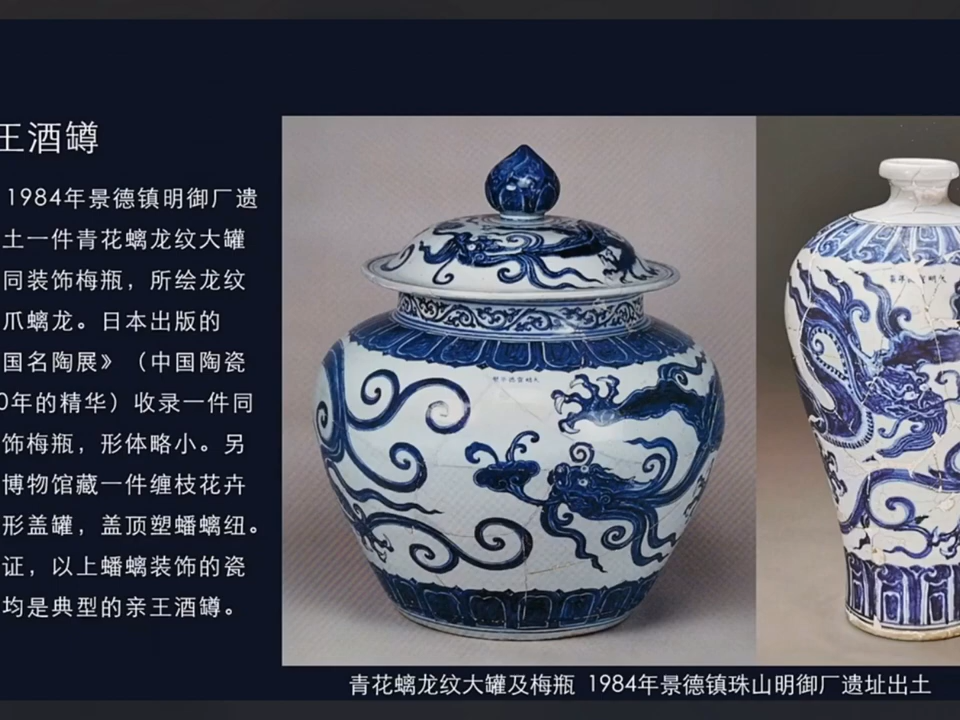 王酒罇
1984年景德镇明御厂遗
土一件青花螭龙纹大罐
同装饰梅瓶，所绘龙纹
爪螭龙。日本出版的
国名陶展》（中国陶瓷
0年的精华）收录一件同
饰梅瓶，形体略小。另
博物馆藏一件缠枝花卉
形盖罐，盖顶塑蟠螭纽。
证，以上蟠螭装饰的瓷
均是典型的亲王酒罇。
青花螭龙纹大罐及梅瓶 1984年景德镇珠山明御厂遗址出土